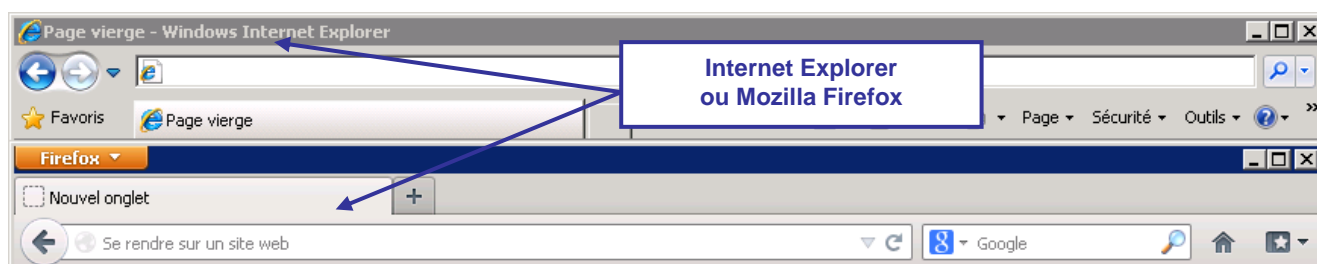 Page vierge - Windows Internet Explorer
Internet Explorer
ou Mozilla Firefox
Favoris
Page vierge
Page
Sécurité
Outils
»
Firefox
Nouvel onglet
+
Se rendre sur un site web
8
Google